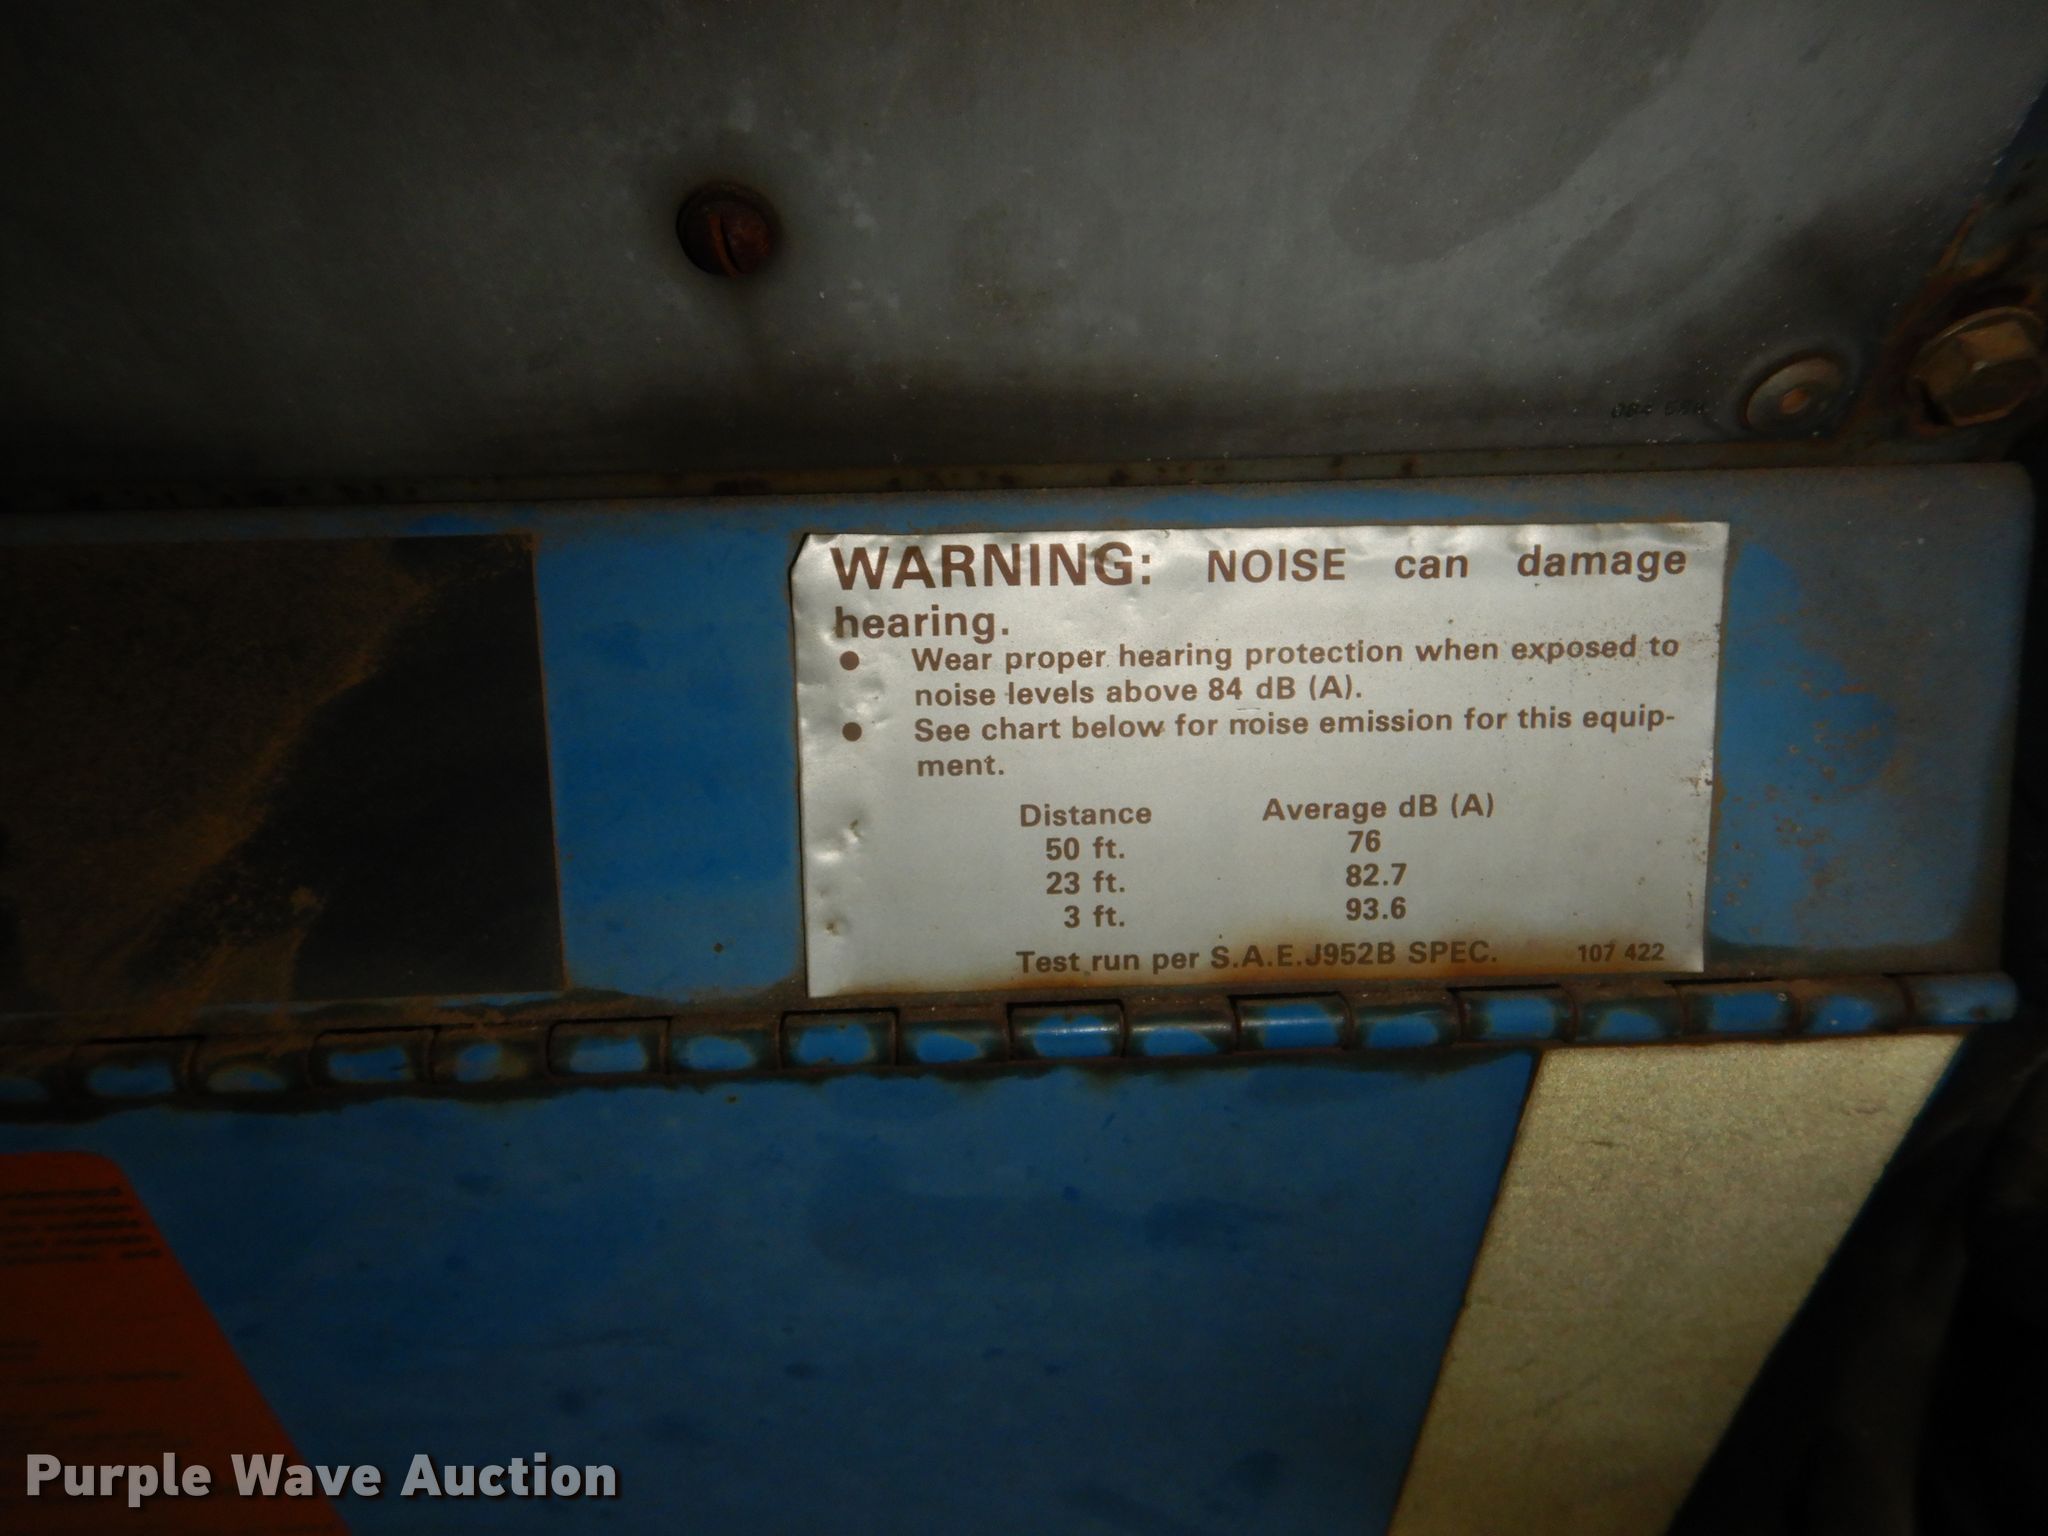 WARNING: NOISE can damage
hearing.
● Wear proper hearing protection when exposed to
noise levels above 84 dB (A).
● See chart below for noise emission for this equip-
ment.
Distance Average dB (A)
50 ft. 76
23 ft. 82.7
3 ft. 93.6
Test run per S.A.E.J952B SPEC. 107 422
Purple Wave Auction